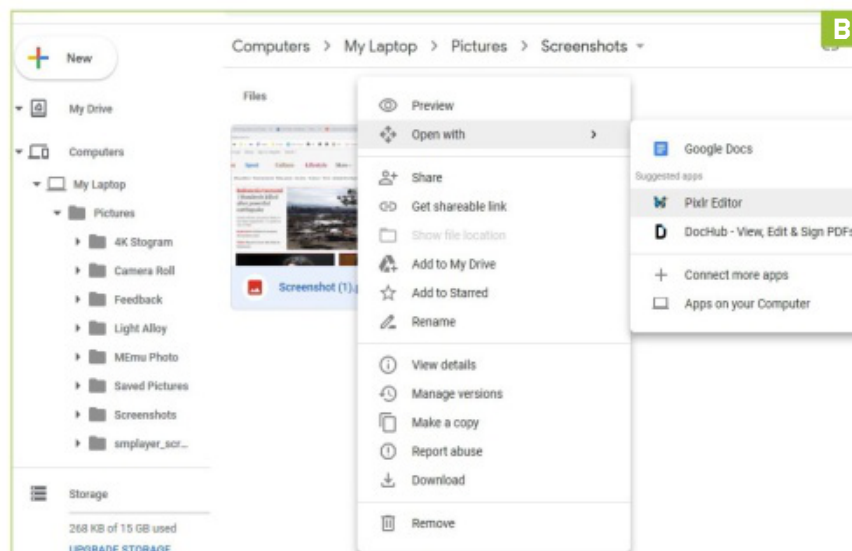 B
New
Computers > My Laptop > Pictures > Screenshots
My Drive
Computers
My Laptop
Pictures
4K Stogram
Camera Roll
Feedback
Light Alloy
MEmu Photo
Saved Pictures
Screenshots
smplayer_scr...
Storage
268 KB of 15 GB used
UPGRADE STORAGE
Files
Sport Culture Lifestyle More
Screenshot (1).
Preview
Open with >
Share
Get shareable link
Show file location
Add to My Drive
Add to Starred
Rename
View details
Manage versions
Make a copy
Report abuse
Download
Remove
Google Docs
Suggested apps
Pixlr Editor
DocHub - View, Edit & Sign PDFs
Connect more apps
Apps on your Computer